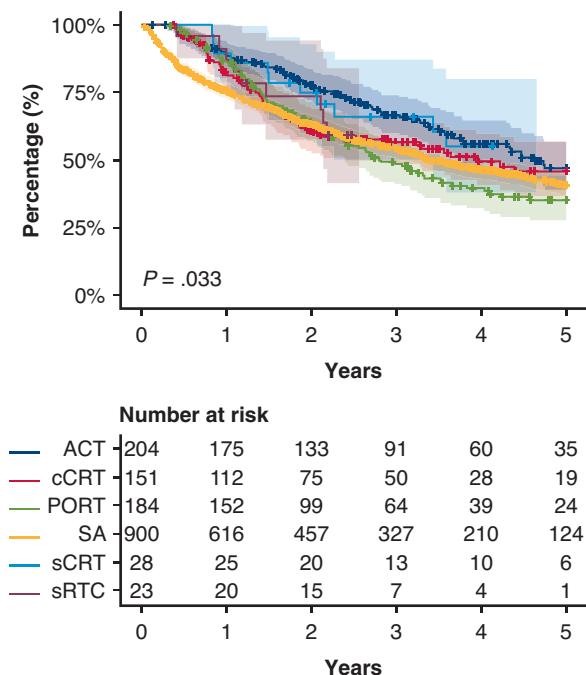 100%
75%
50%
25%
0%
Percentage (%)
P = .033
0 1 2 3 4 5
Years
Number at risk
ACT 204 175 133 91 60 35
cCRT 151 112 75 50 28 19
PORT 184 152 99 64 39 24
SA 900 616 457 327 210 124
sCRT 28 25 20 13 10 6
sRTC 23 20 15 7 4 1
0 1 2 3 4 5
Years